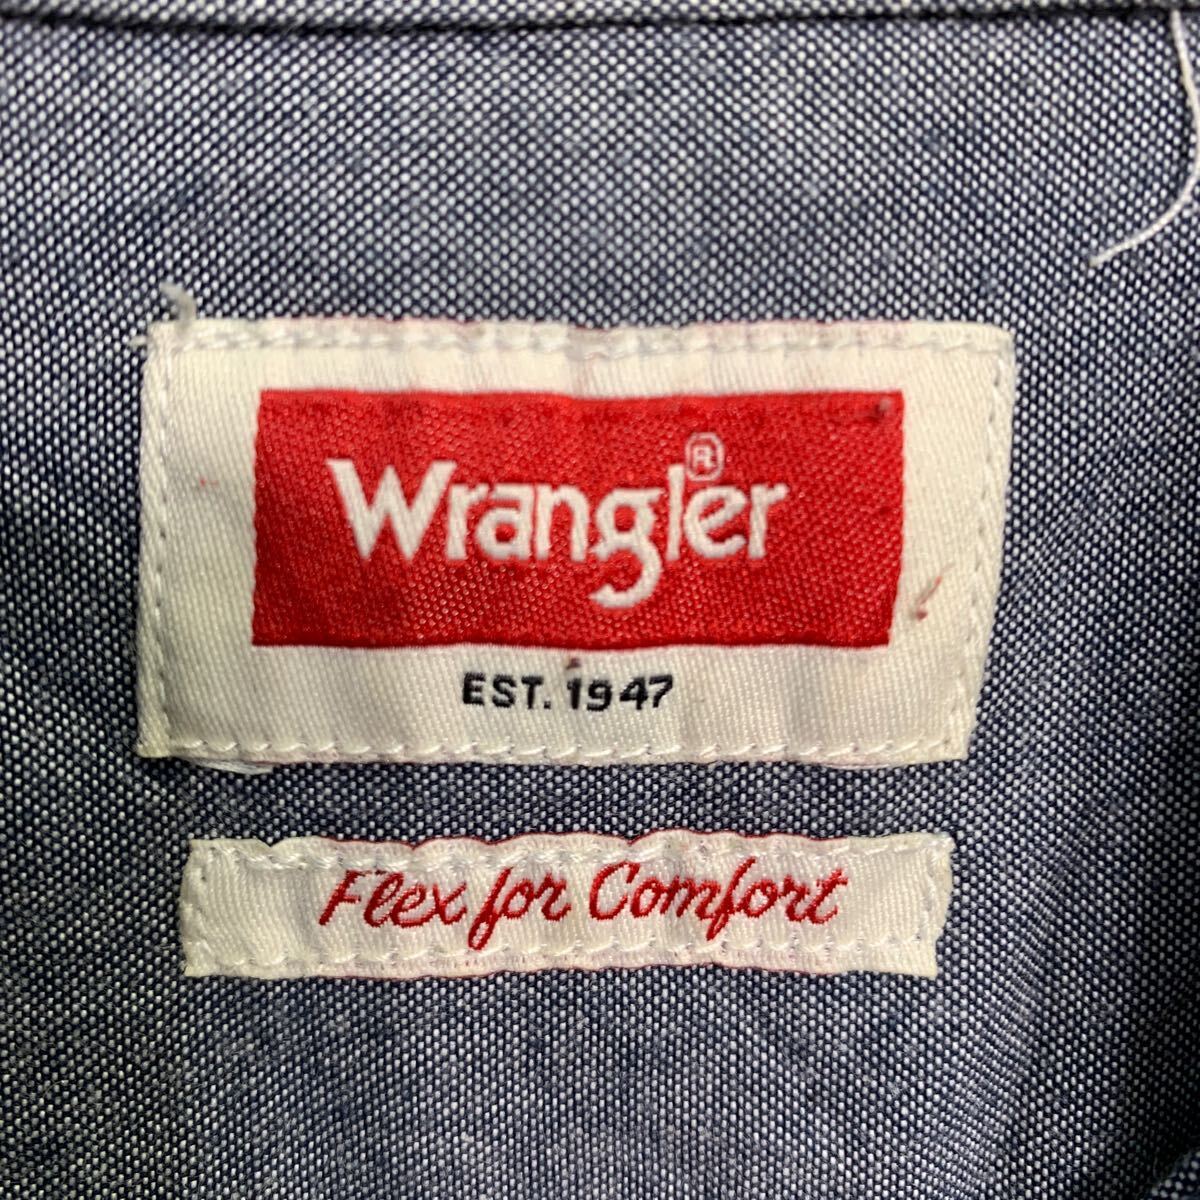 Wrangler®
EST. 1947
Flex for Comfort